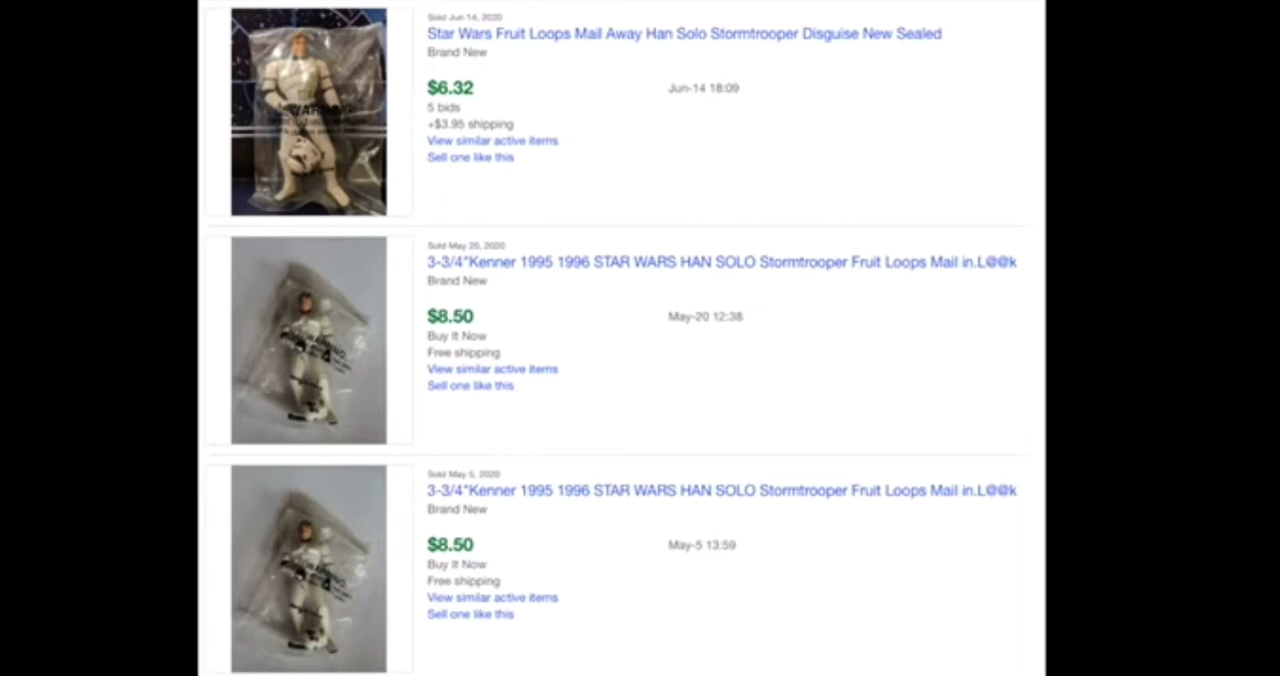 Sold Jun 14, 2020
Star Wars Fruit Loops Mail Away Han Solo Stormtrooper Disguise New Sealed
Brand New
$6.32
Jun-14 18:09
5 bids
+$3.95 shipping
View similar active items
Sell one like this
Sold May 20, 2020
3-3/4"Kenner 1995 1996 STAR WARS HAN SOLO Stormtrooper Fruit Loops Mail in.L@@k
Brand New
$8.50
May-20 12:38
Buy It Now
Free shipping
View similar active items
Sell one like this
Sold May 5, 2020
3-3/4"Kenner 1995 1996 STAR WARS HAN SOLO Stormtrooper Fruit Loops Mail in.L@@k
Brand New
$8.50
May-5 13:59
Buy It Now
Free shipping
View similar active items
Sell one like this